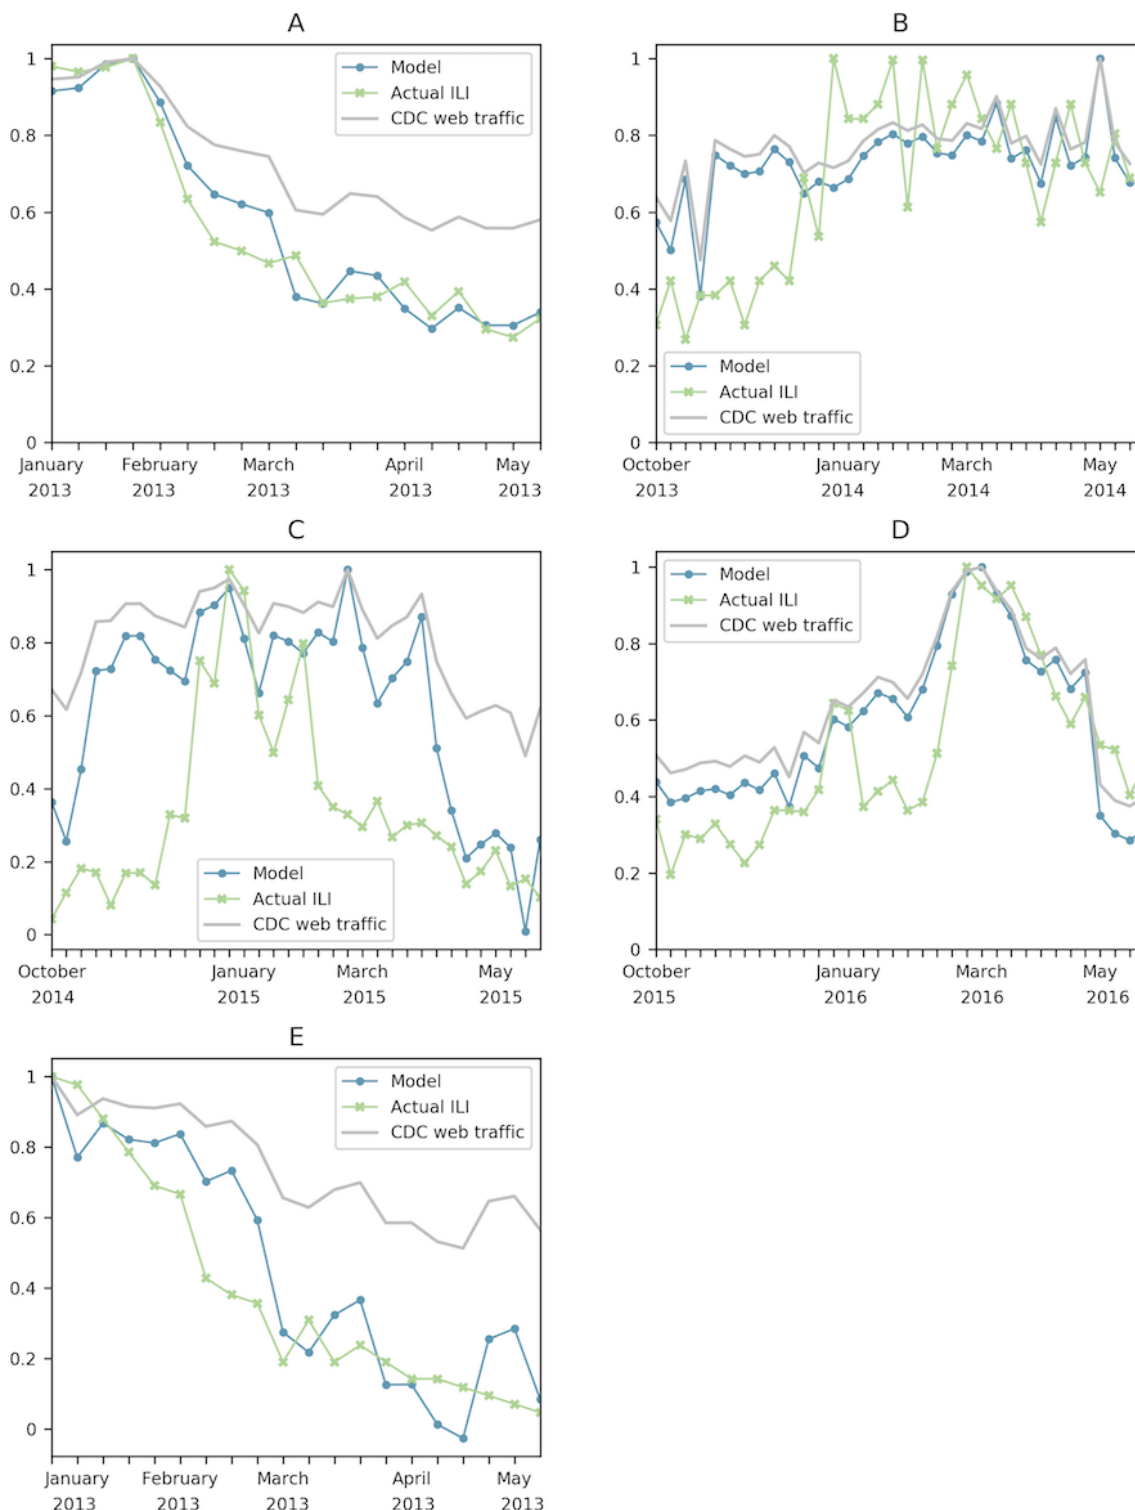 A
1
0.8
0.6
0.4
0.2
0
Model
Actual ILI
CDC web traffic
January February March April May
2013 2013 2013 2013 2013
B
1
0.8
0.6
0.4
0.2
0
Model
Actual ILI
CDC web traffic
October January March May
2013 2014 2014 2014
C
1
0.8
0.6
0.4
0.2
0
Model
Actual ILI
CDC web traffic
October January March May
2014 2015 2015 2015
D
1
0.8
0.6
0.4
0.2
0
Model
Actual ILI
CDC web traffic
October January March May
2015 2016 2016 2016
E
1
0.8
0.6
0.4
0.2
0
Model
Actual ILI
CDC web traffic
January February March April May
2013 2013 2013 2013 2013